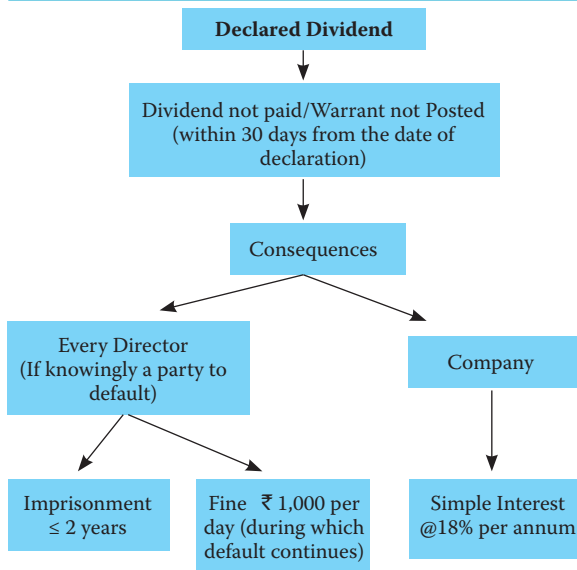 Declared Dividend
Dividend not paid/Warrant not Posted
(within 30 days from the date of
declaration)
Consequences
Every Director
(If knowingly a party to
default)
Company
Imprisonment
≤ 2 years
Fine ₹ 1,000 per
day (during which
default continues)
Simple Interest
@18% per annum